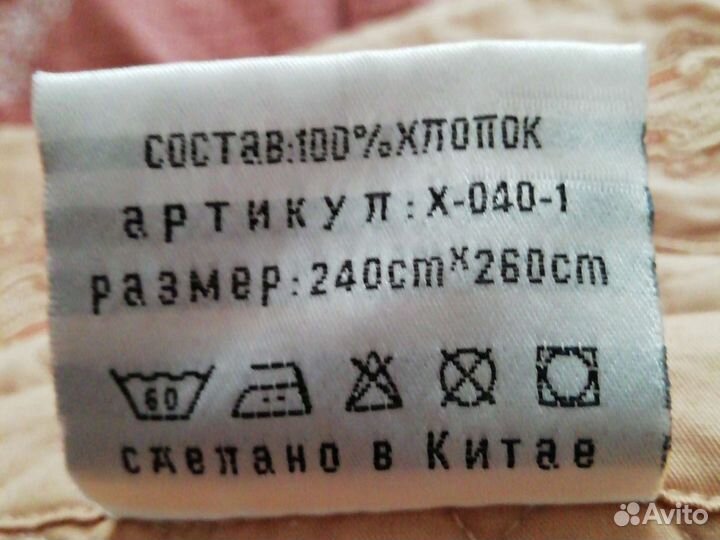 СОСТАВ:100%ХЛОПОК
артикул:Х-040-1
размер:240cm×260cm
60
сделано в Китае
Avito